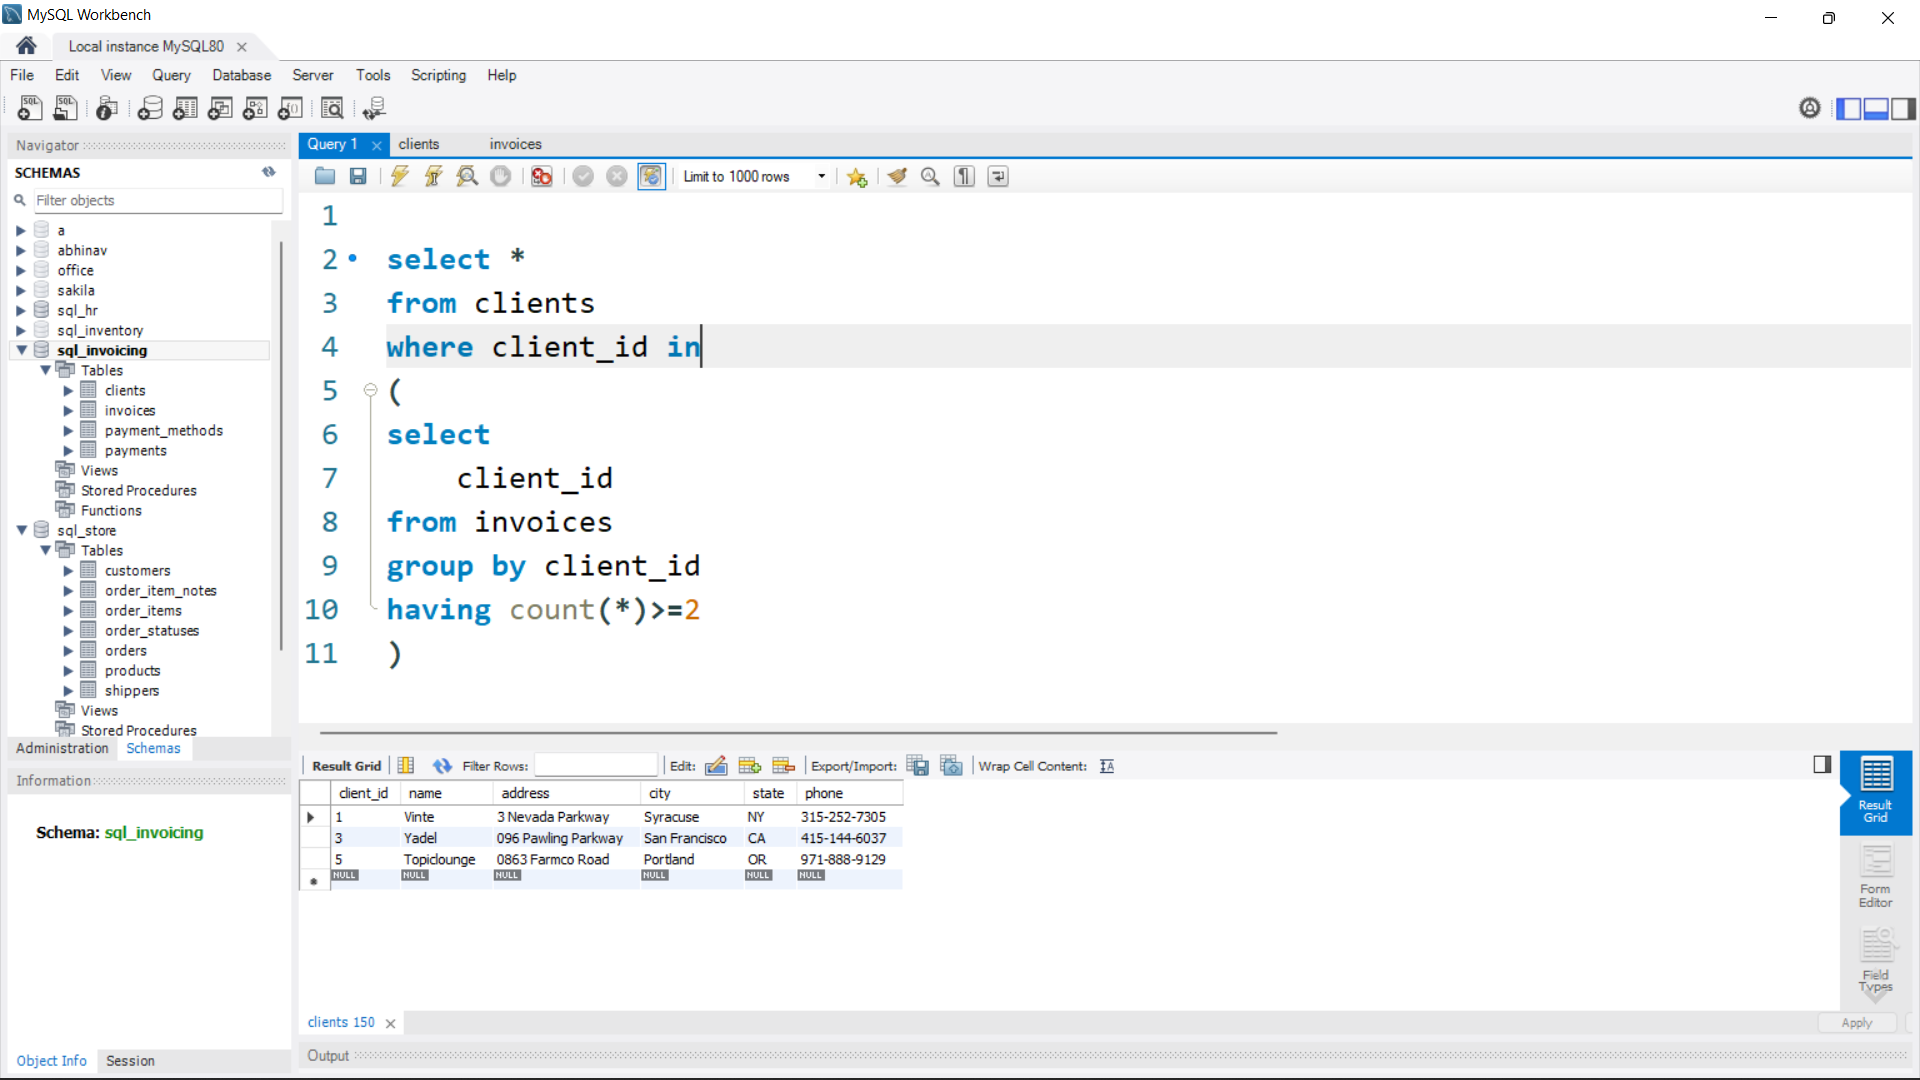 MySQL Workbench
Local instance MySQL80
File Edit View Query Database Server Tools Scripting Help
Navigator
SCHEMAS
Filter objects
a
abhinav
office
sakila
sql_hr
sql_inventory
sql_invoicing
Tables
clients
invoices
payment_methods
payments
Views
Stored Procedures
Functions
sql_store
Tables
customers
order_item_notes
order_items
order_statuses
orders
products
shippers
Views
Stored Procedures
Administration Schemas
Information
Schema: sql_invoicing
Object Info Session
Query 1 clients invoices
Limit to 1000 rows
1
2 select *
3 from clients
4 where client_id in
5 (
6 select
7 client_id
8 from invoices
9 group by client_id
10 having count(*)>=2
11 )
Result Grid Filter Rows: Edit: Export/Import: Wrap Cell Content:
client_id name address city state phone
1 Vinte 3 Nevada Parkway Syracuse NY 315-252-7305
3 Yadel 096 Pawling Parkway San Francisco CA 415-144-6037
5 Topiclounge 0863 Farmco Road Portland OR 971-888-9129
NULL NULL NULL NULL NULL NULL
Result
Grid
Form
Editor
Field
Types
clients 150
Apply
Output